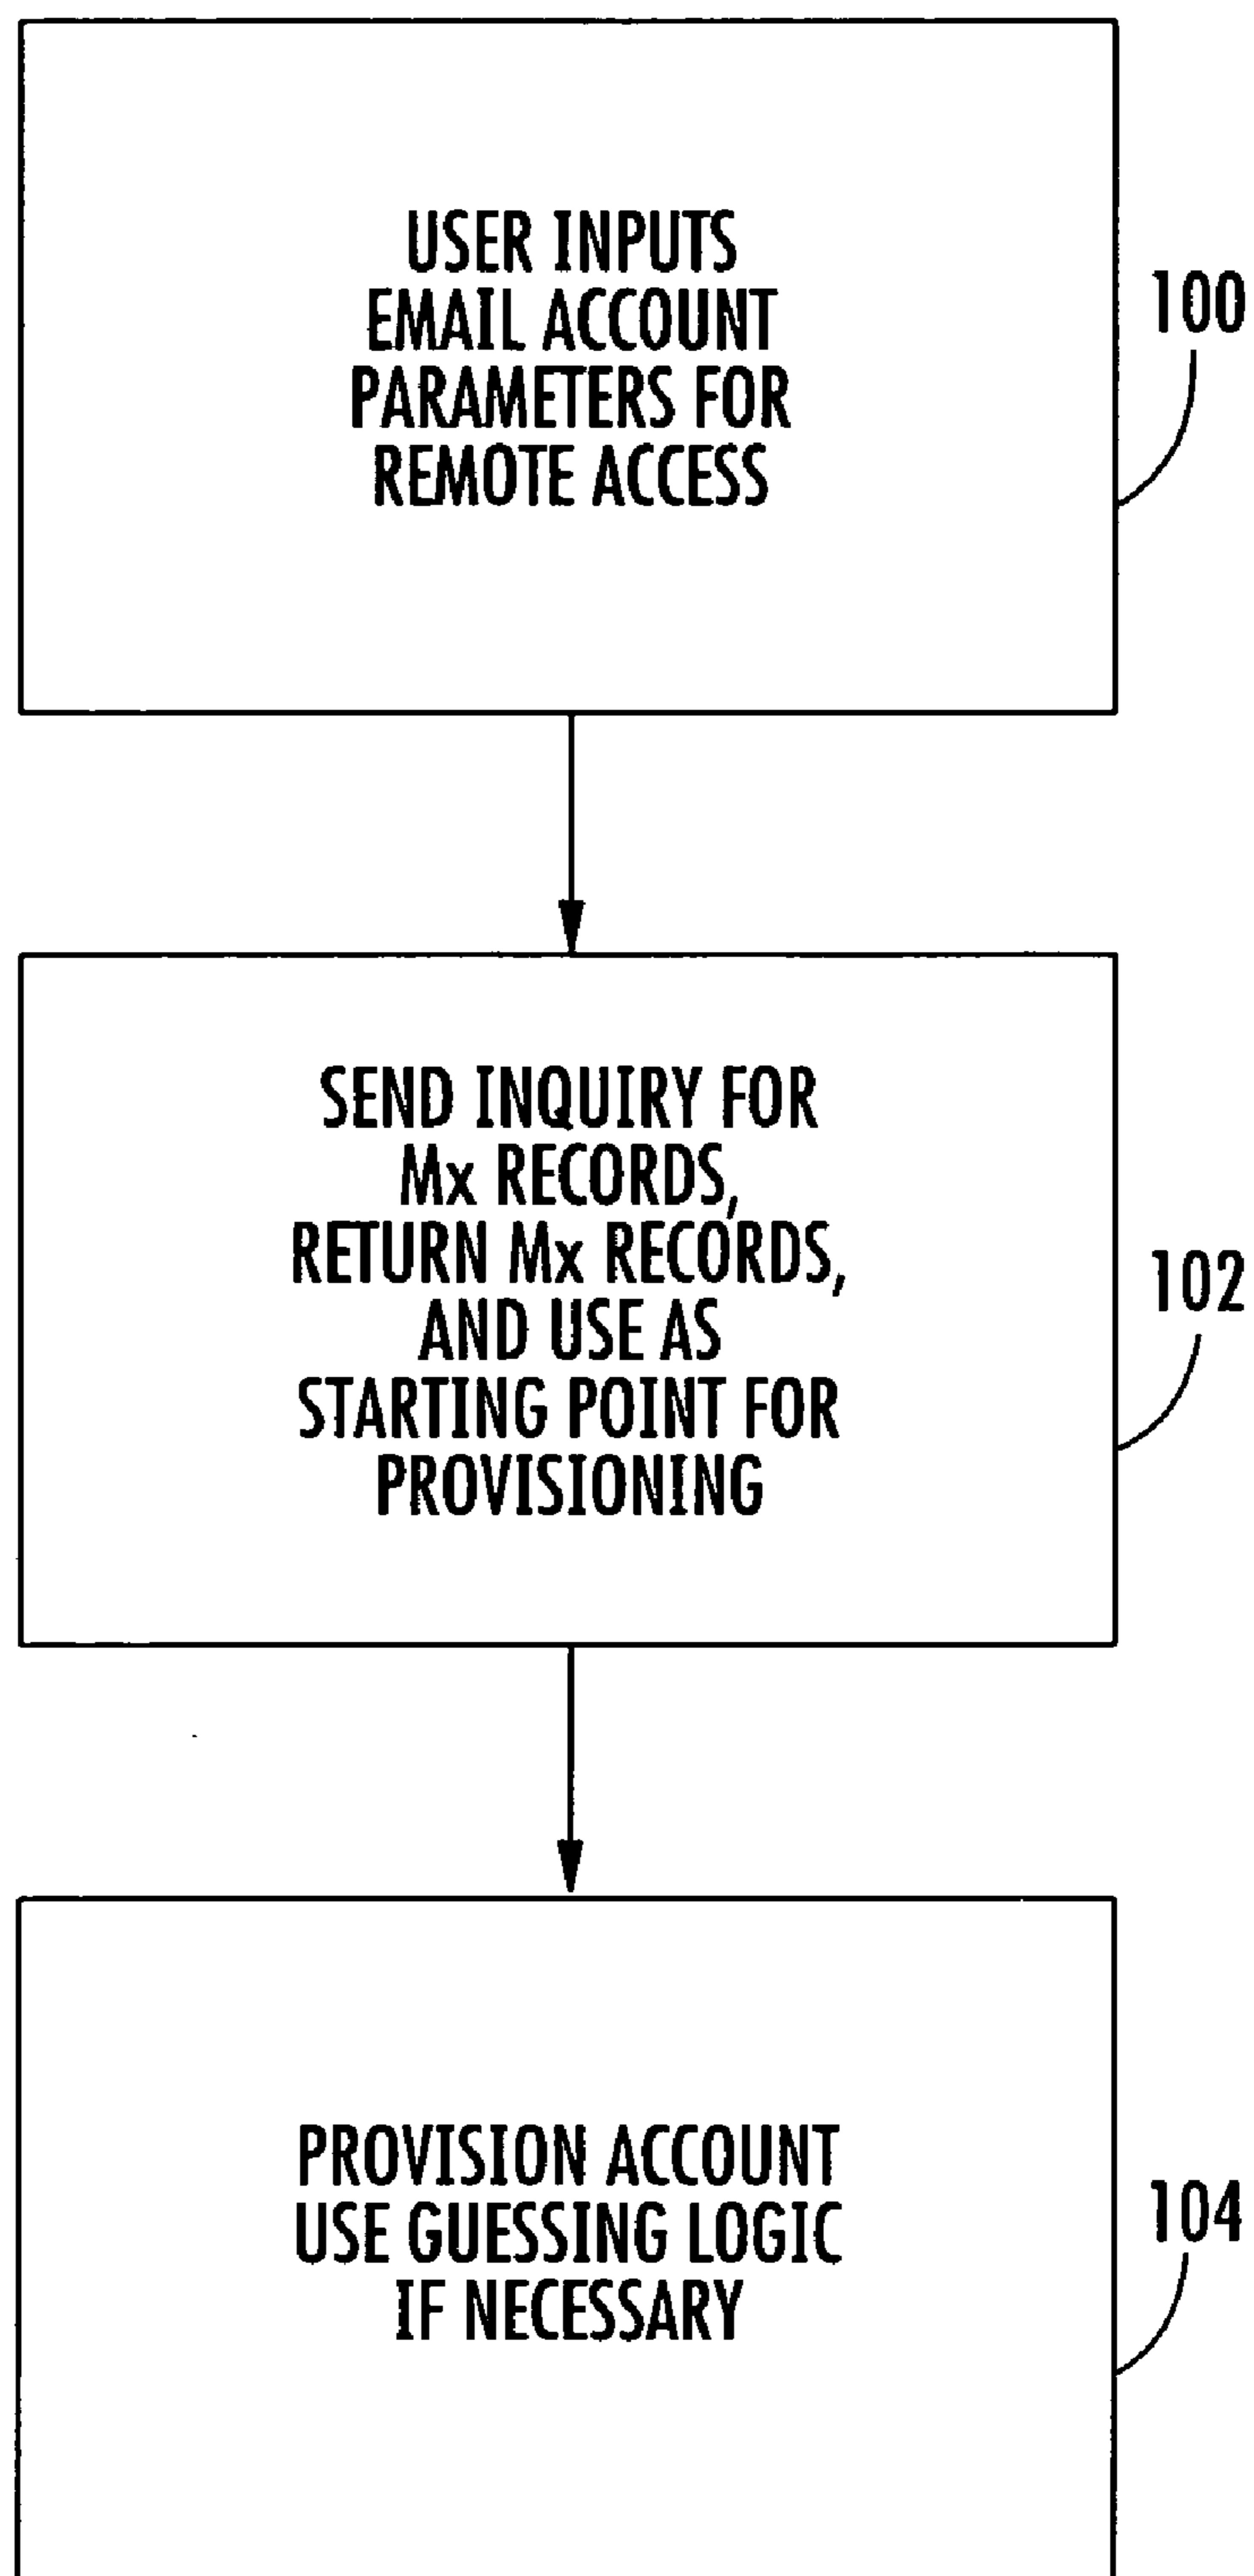 USER INPUTS
EMAIL ACCOUNT
PARAMETERS FOR
REMOTE ACCESS
100
SEND INQUIRY FOR
Mx RECORDS,
RETURN Mx RECORDS,
AND USE AS
STARTING POINT FOR
PROVISIONING
102
PROVISION ACCOUNT
USE GUESSING LOGIC
IF NECESSARY
104